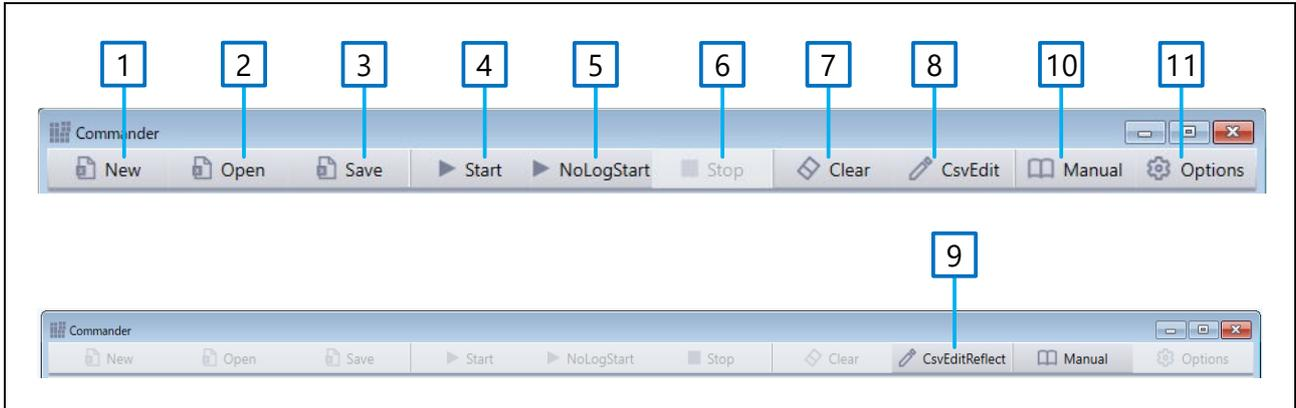 1 2 3 4 5 6 7 8 10 11
Commander
New Open Save Start NoLogStart Stop Clear CsvEdit Manual Options
9
Commander
New Open Save Start NoLogStart Stop Clear CsvEditReflect Manual Options